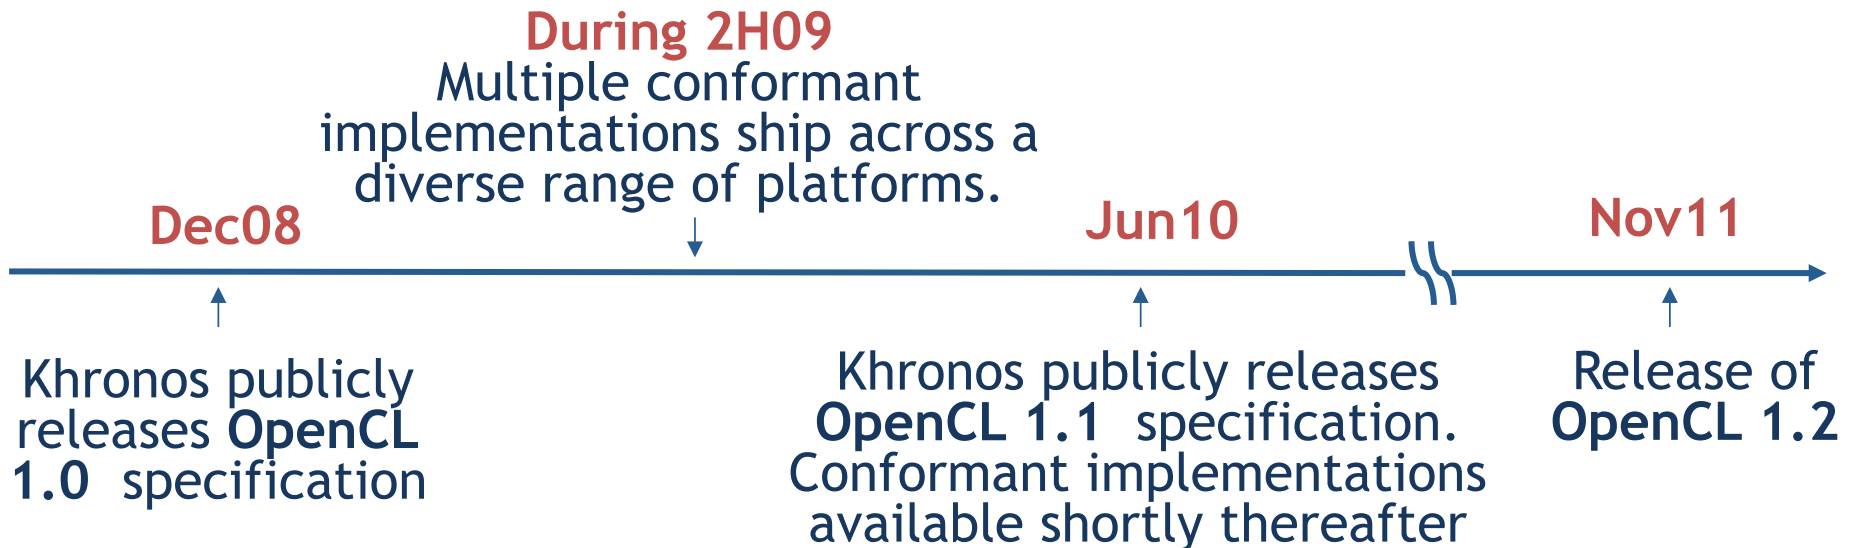 During 2H09
Multiple conformant
implementations ship across a
diverse range of platforms.
Dec08
Jun10
Nov11
Khronos publicly
releases OpenCL
1.0 specification
Khronos publicly releases
OpenCL 1.1 specification.
Conformant implementations
available shortly thereafter
Release of
OpenCL 1.2